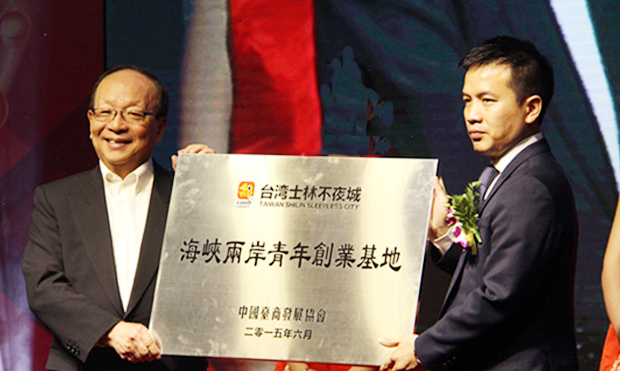 台湾士林不夜城
TAIWAN SHILIN SLEEPLESS CITY
海峽兩岸青年創業基地
中國臺商發展協會
二零一五年六月